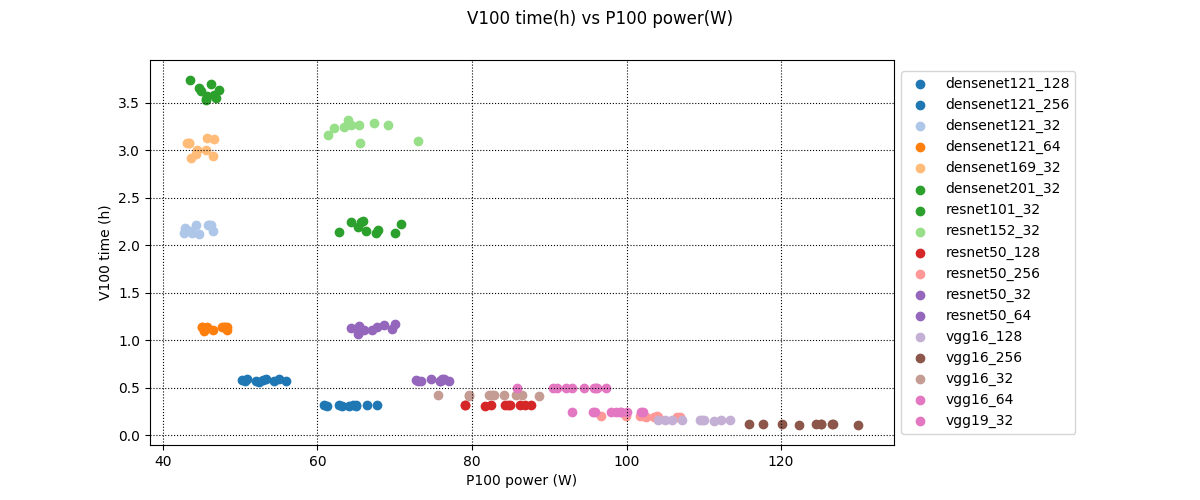 V100 time(h) vs P100 power(W)
V100 time (h)
3.5
3.0
2.5
2.0
1.5
1.0
0.5
0.0
40 60 80 100 120
P100 power (W)
densenet121_128
densenet121_256
densenet121_32
densenet121_64
densenet169_32
densenet201_32
resnet101_32
resnet152_32
resnet50_128
resnet50_256
resnet50_32
resnet50_64
vgg16_128
vgg16_256
vgg16_32
vgg16_64
vgg19_32